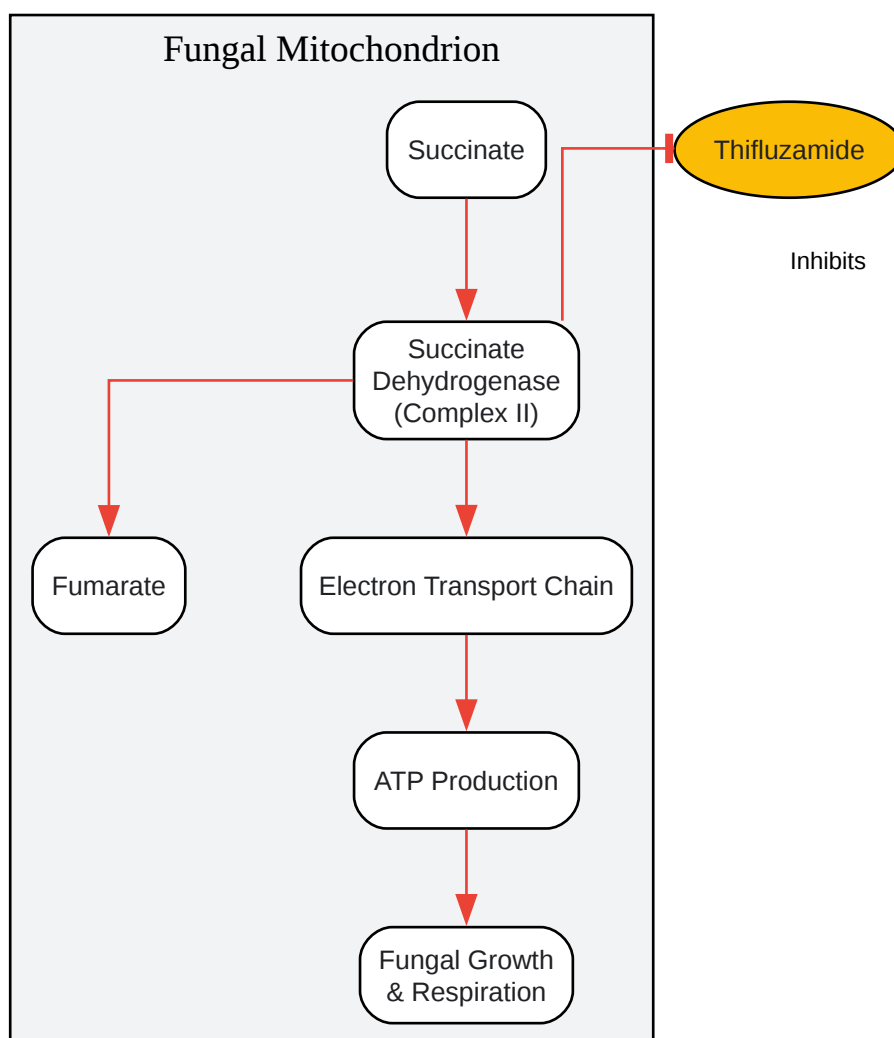 Fungal Mitochondrion
Succinate
Thifluzamide
Inhibits
Succinate
Dehydrogenase
(Complex II)
Fumarate
Electron Transport Chain
ATP Production
Fungal Growth
& Respiration